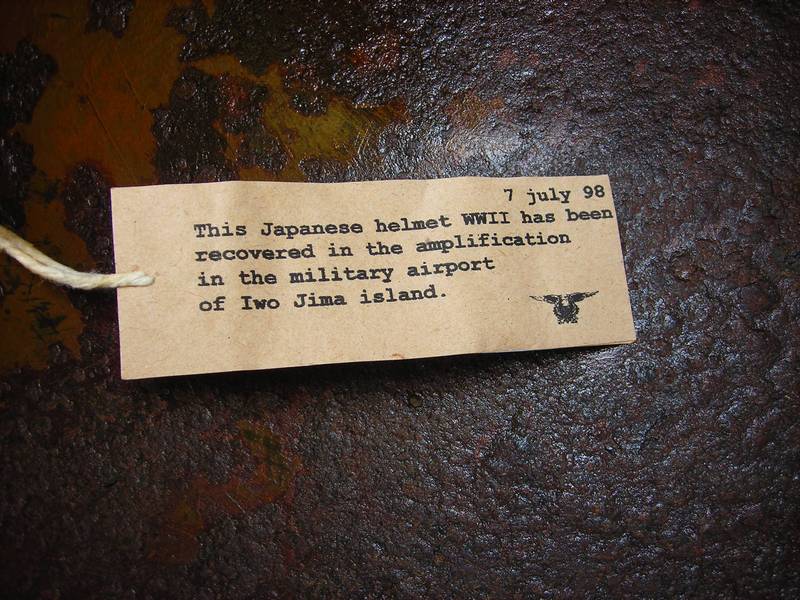 7 july 98
This Japanese helmet WWII has been
recovered in the amplification
in the military airport
of Iwo Jima island.